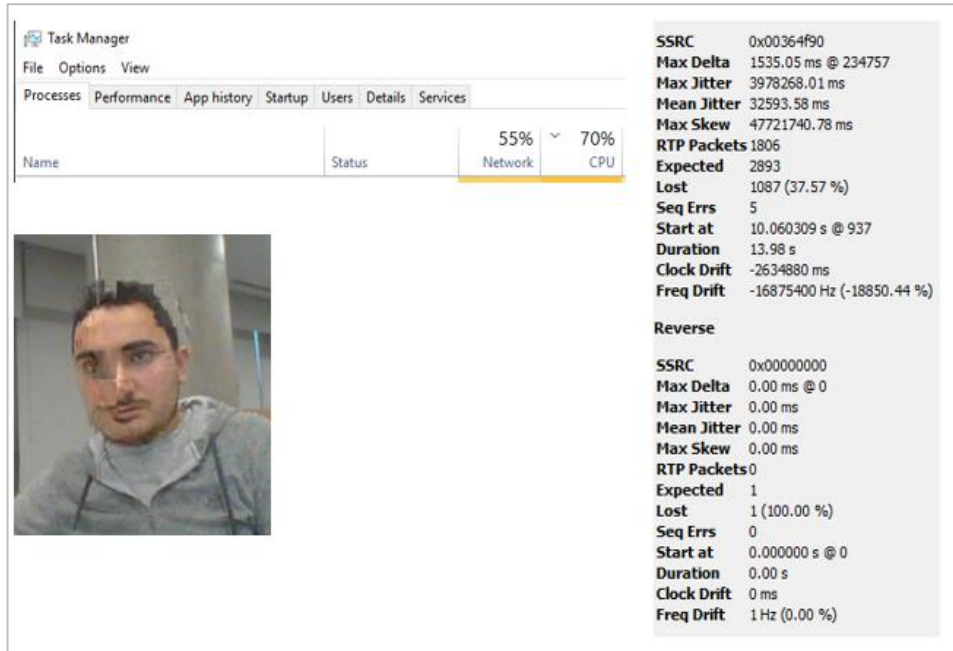 Task Manager
File Options View
Processes Performance App history Startup Users Details Services
55% 70%
Name Status Network CPU
SSRC 0x00364f90
Max Delta 1535.05 ms @ 234757
Max Jitter 3978268.01 ms
Mean Jitter 32593.58 ms
Max Skew 47721740.78 ms
RTP Packets 1806
Expected 2893
Lost 1087 (37.57 %)
Seq Errs 5
Start at 10.060309 s @ 937
Duration 13.98 s
Clock Drift -2634880 ms
Freq Drift -16875400 Hz (-18850.44 %)
Reverse
SSRC 0x00000000
Max Delta 0.00 ms @ 0
Max Jitter 0.00 ms
Mean Jitter 0.00 ms
Max Skew 0.00 ms
RTP Packets 0
Expected 1
Lost 1 (100.00 %)
Seq Errs 0
Start at 0.000000 s @ 0
Duration 0.00 s
Clock Drift 0 ms
Freq Drift 1 Hz (0.00 %)